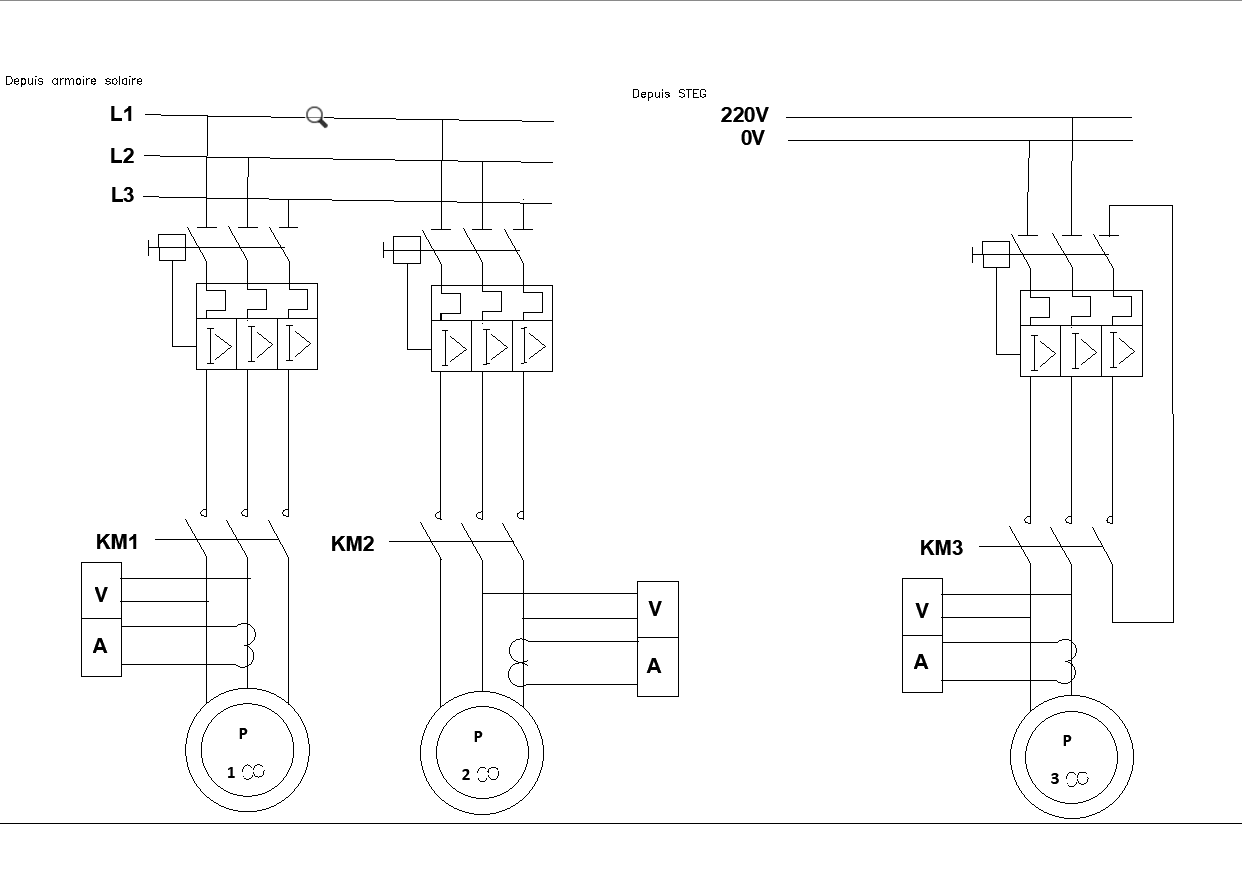 Depuis armoire solaire
L1
L2
L3
Depuis STEG
220V
0V
KM1
V
A
P
1
KM2
V
A
P
2
KM3
V
A
P
3